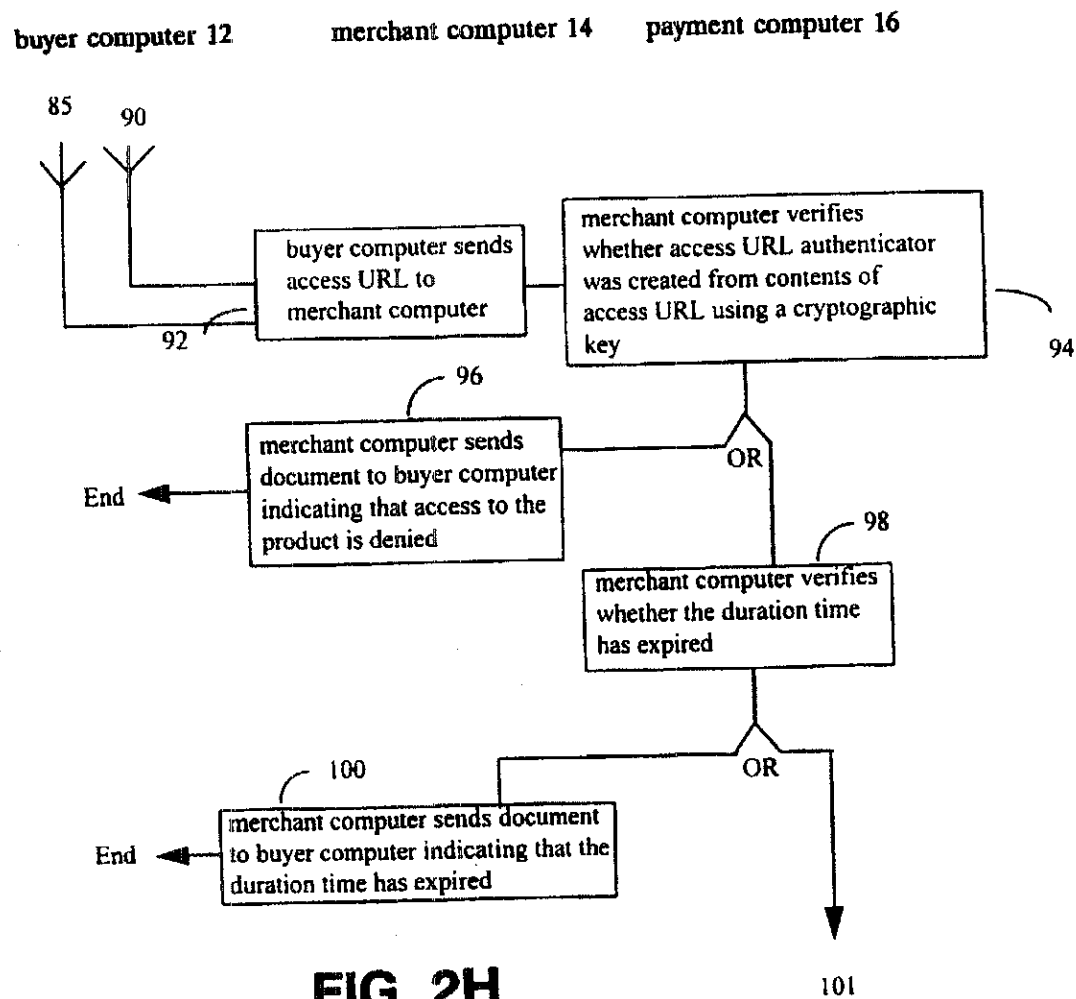 buyer computer 12 merchant computer 14 payment computer 16
85 90
buyer computer sends
access URL to
merchant computer
92
merchant computer verifies
whether access URL authenticator
was created from contents of
access URL using a cryptographic
key
94
96
merchant computer sends
document to buyer computer
indicating that access to the
product is denied
End
OR
98
merchant computer verifies
whether the duration time
has expired
OR
100
merchant computer sends document
to buyer computer indicating that the
duration time has expired
End
101
FIG. 2H